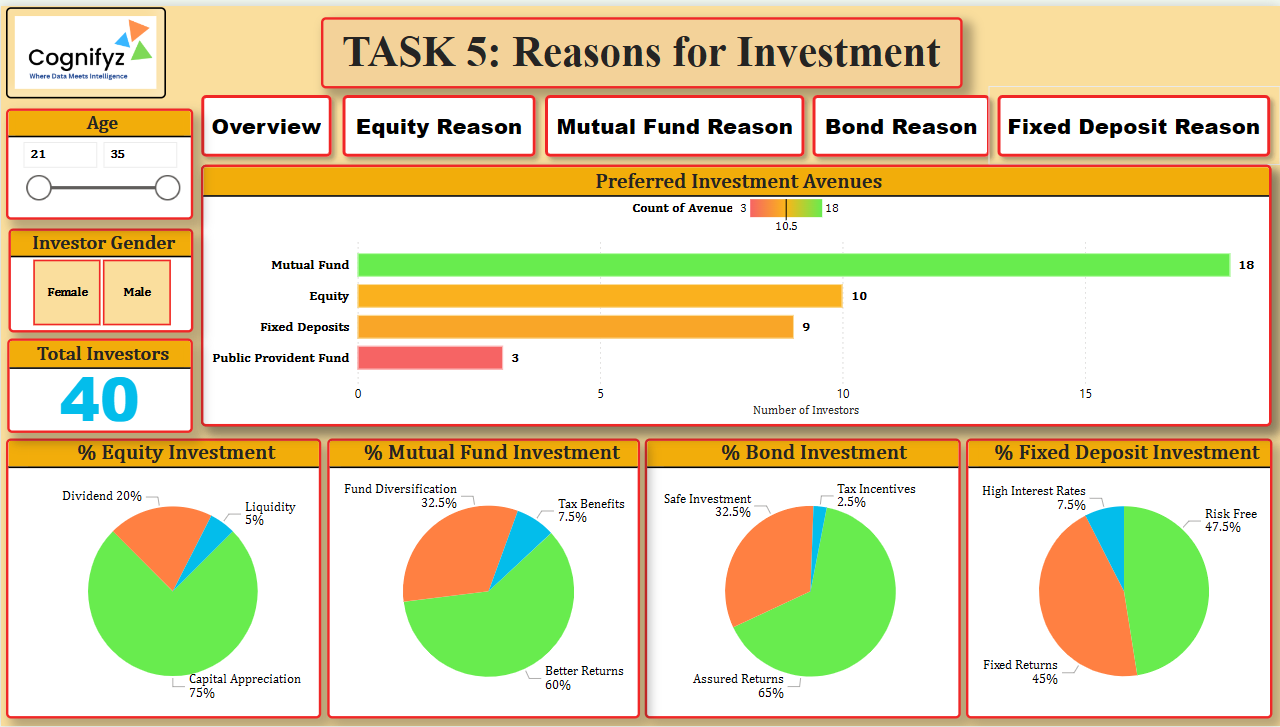 Cognifyz
Where Data Meets Intelligence
TASK 5: Reasons for Investment
Overview
Equity Reason
Mutual Fund Reason
Bond Reason
Fixed Deposit Reason
Age
21
35
Investor Gender
Female
Male
Total Investors
40
Preferred Investment Avenues
Count of Avenue 3 18
10.5
Mutual Fund 18
Equity 10
Fixed Deposits 9
Public Provident Fund 3
0 5 10 15
Number of Investors
% Equity Investment
Dividend 20%
Liquidity
5%
Capital Appreciation
75%
% Mutual Fund Investment
Fund Diversification
32.5%
Tax Benefits
7.5%
Better Returns
60%
% Bond Investment
Safe Investment
32.5%
Tax Incentives
2.5%
Assured Returns
65%
% Fixed Deposit Investment
High Interest Rates
7.5%
Risk Free
47.5%
Fixed Returns
45%